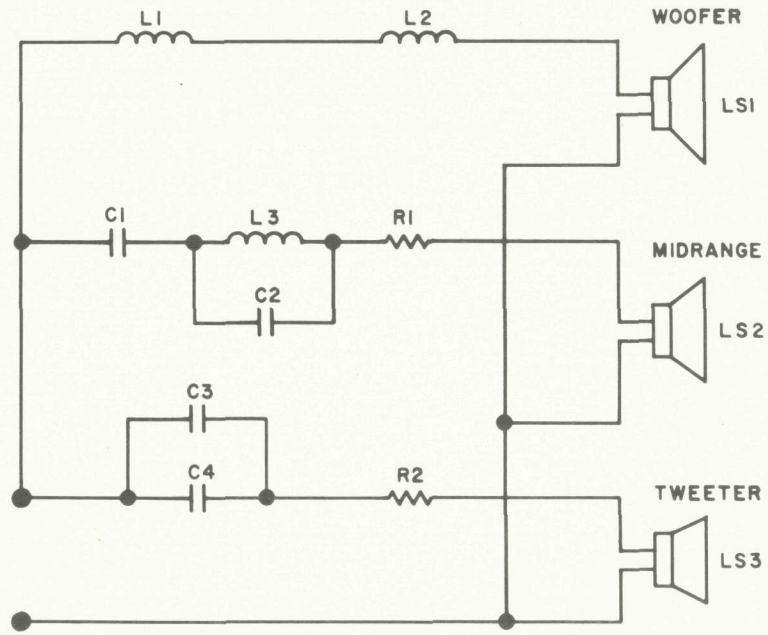 L1
L2
WOOFER
LS1
C1
L3
R1
MIDRANGE
C2
LS2
C3
C4
R2
TWEETER
LS3